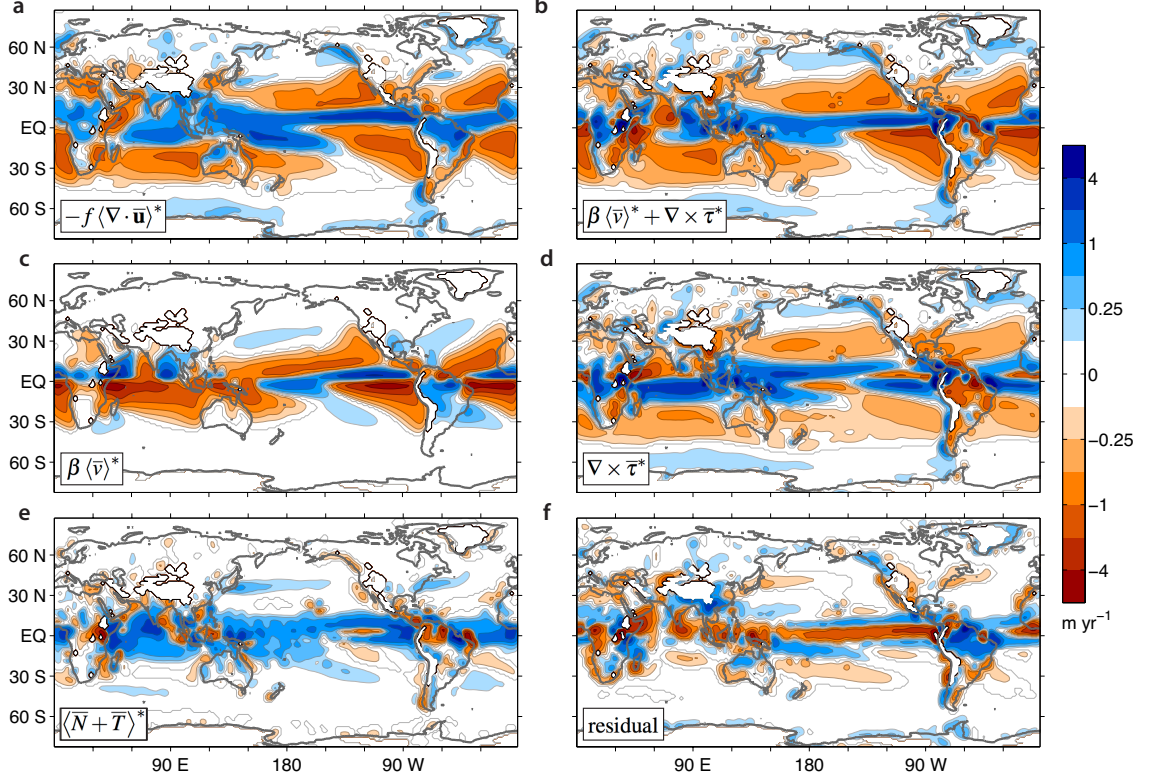 a
b
60 N
30 N
EQ
30 S
60 S
−f⟨∇ · ū⟩*
β⟨v̄⟩* + ∇ × τ̄*
c
d
60 N
30 N
EQ
30 S
60 S
β⟨v̄⟩*
∇ × τ̄*
e
f
60 N
30 N
EQ
30 S
60 S
⟨N̄ + T̄⟩*
residual
90 E
180
90 W
90 E
180
90 W
4
1
0.25
0
−0.25
−1
−4
m yr⁻¹